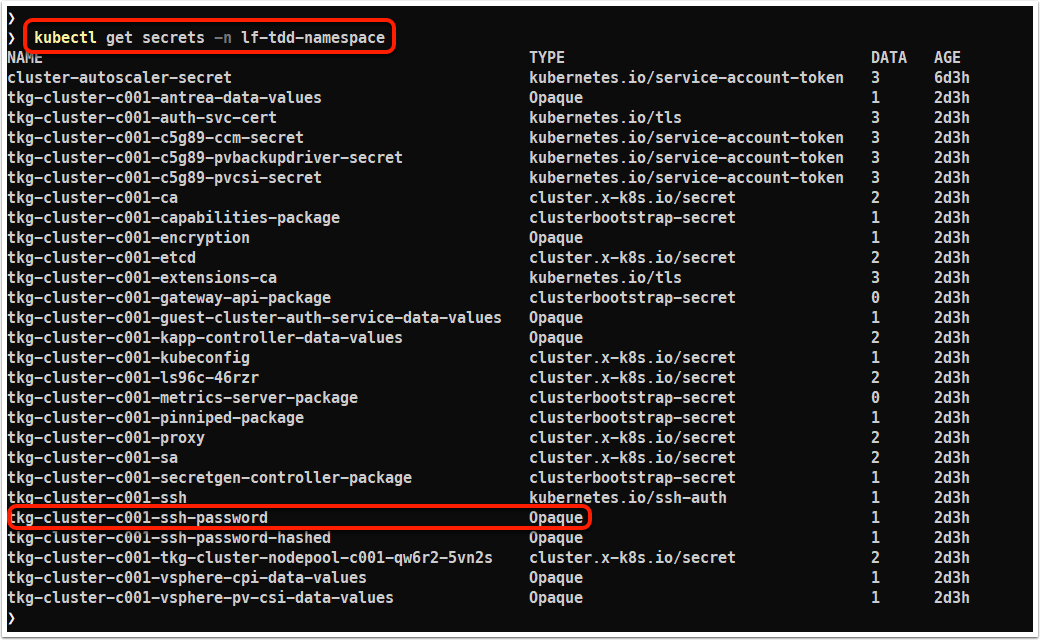 ❯
❯ kubectl get secrets -n lf-tdd-namespace
NAME TYPE DATA AGE
cluster-autoscaler-secret kubernetes.io/service-account-token 3 6d3h
tkg-cluster-c001-antrea-data-values Opaque 1 2d3h
tkg-cluster-c001-auth-svc-cert kubernetes.io/tls 3 2d3h
tkg-cluster-c001-c5g89-ccm-secret kubernetes.io/service-account-token 3 2d3h
tkg-cluster-c001-c5g89-pvbackupdriver-secret kubernetes.io/service-account-token 3 2d3h
tkg-cluster-c001-c5g89-pvcsi-secret kubernetes.io/service-account-token 3 2d3h
tkg-cluster-c001-ca cluster.x-k8s.io/secret 2 2d3h
tkg-cluster-c001-capabilities-package clusterbootstrap-secret 1 2d3h
tkg-cluster-c001-encryption Opaque 1 2d3h
tkg-cluster-c001-etcd cluster.x-k8s.io/secret 2 2d3h
tkg-cluster-c001-extensions-ca kubernetes.io/tls 3 2d3h
tkg-cluster-c001-gateway-api-package clusterbootstrap-secret 0 2d3h
tkg-cluster-c001-guest-cluster-auth-service-data-values Opaque 1 2d3h
tkg-cluster-c001-kapp-controller-data-values Opaque 2 2d3h
tkg-cluster-c001-kubeconfig cluster.x-k8s.io/secret 1 2d3h
tkg-cluster-c001-ls96c-46rzr cluster.x-k8s.io/secret 2 2d3h
tkg-cluster-c001-metrics-server-package clusterbootstrap-secret 0 2d3h
tkg-cluster-c001-pinniped-package clusterbootstrap-secret 1 2d3h
tkg-cluster-c001-proxy cluster.x-k8s.io/secret 2 2d3h
tkg-cluster-c001-sa cluster.x-k8s.io/secret 2 2d3h
tkg-cluster-c001-secretgen-controller-package clusterbootstrap-secret 1 2d3h
tkg-cluster-c001-ssh kubernetes.io/ssh-auth 1 2d3h
tkg-cluster-c001-ssh-password Opaque 1 2d3h
tkg-cluster-c001-ssh-password-hashed Opaque 1 2d3h
tkg-cluster-c001-tkg-cluster-nodepool-c001-qw6r2-5vn2s cluster.x-k8s.io/secret 2 2d3h
tkg-cluster-c001-vsphere-cpi-data-values Opaque 1 2d3h
tkg-cluster-c001-vsphere-pv-csi-data-values Opaque 1 2d3h
❯